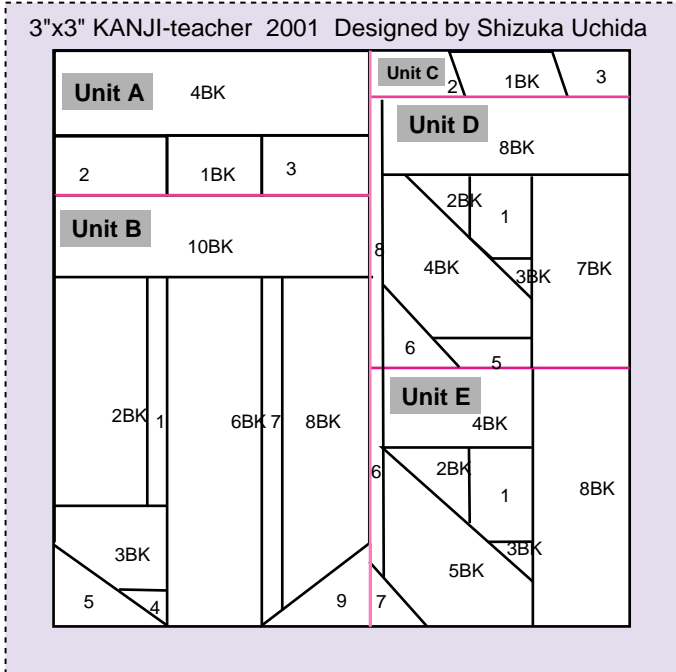 3"x3" KANJI-teacher 2001 Designed by Shizuka Uchida
Unit A
4BK
2
1BK
3
Unit B
10BK
2BK
1
6BK
7
8BK
3BK
5
4
9
Unit C
2
1BK
3
Unit D
8BK
8
2BK
1
4BK
3BK
7BK
6
5
Unit E
4BK
6
2BK
1
8BK
3BK
5BK
7